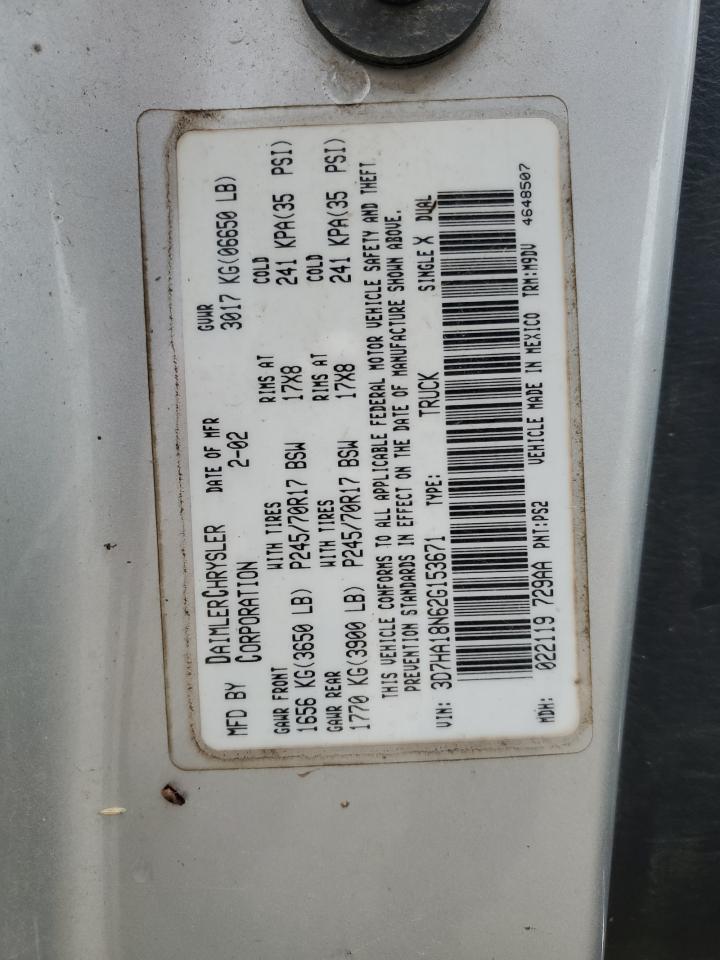 MFD BY DAIMLERCHRYSLER CORPORATION DATE OF MFR 2-02 GVWR 3017 KG(06650 LB)
GAWR FRONT WITH TIRES RIMS AT COLD
1656 KG(3650 LB) P245/70R17 BSW 17X8 241 KPA(35 PSI)
GAWR REAR WITH TIRES RIMS AT COLD
1770 KG(3900 LB) P245/70R17 BSW 17X8 241 KPA(35 PSI)
THIS VEHICLE CONFORMS TO ALL APPLICABLE FEDERAL MOTOR VEHICLE SAFETY AND THEFT
PREVENTION STANDARDS IN EFFECT ON THE DATE OF MANUFACTURE SHOWN ABOVE.
VIN: 3D7HA18N62G153671 TYPE: TRUCK SINGLE X DUAL
MDH: 022119 729AA PNT:PS2 VEHICLE MADE IN MEXICO TRM:M9DV 4648507